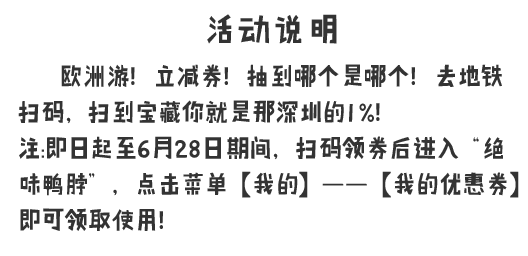 活动说明
欧洲游！立减券！抽到哪个是哪个！去地铁
扫码，扫到宝藏你就是那深圳的1%!
注:即日起至6月28日期间，扫码领券后进入“绝
味鸭脖”，点击菜单【我的】——【我的优惠券】
即可领取使用!